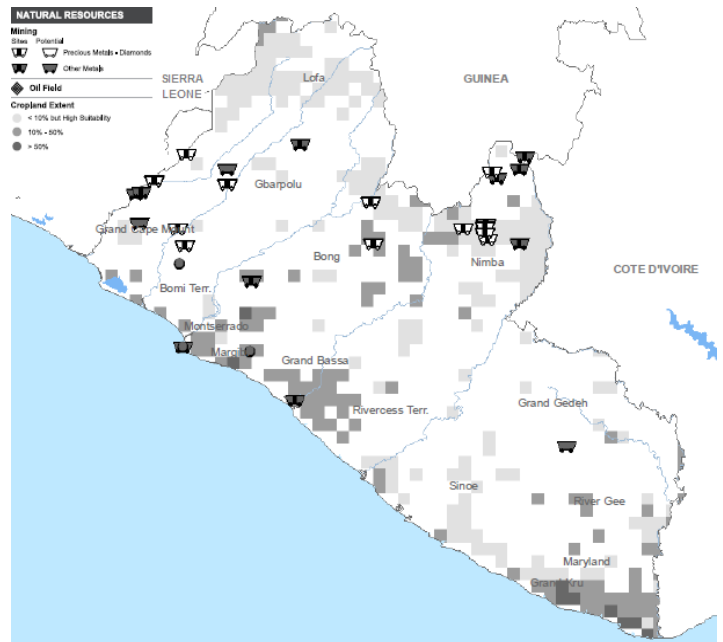 NATURAL RESOURCES
Mining
Sites Potential
Precious Metals • Diamonds
Other Metals
Oil Field
Cropland Extent
< 10% but High Suitability
10% - 50%
> 50%
SIERRA
LEONE
GUINEA
Lofa
Gbarpolu
Grand Cape Mount
Bong
Nimba
COTE D'IVOIRE
Bomi Terr.
Montserrado
Margibi
Grand Bassa
Rivercess Terr.
Grand Gedeh
Sinoe
River Gee
Maryland
Grand Kru